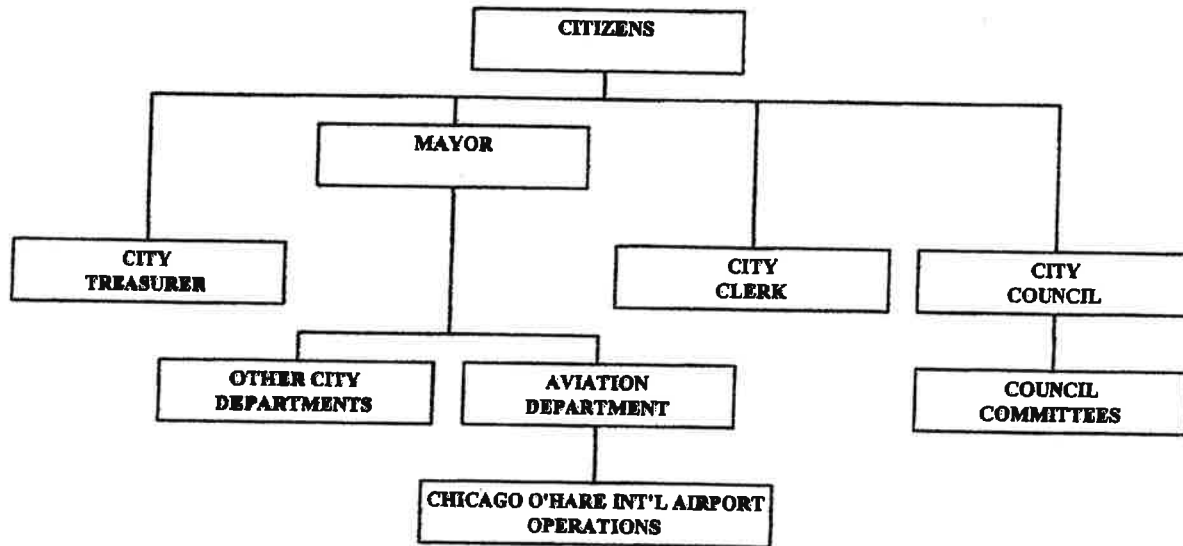 CITIZENS
MAYOR
CITY
TREASURER
CITY
CLERK
CITY
COUNCIL
OTHER CITY
DEPARTMENTS
AVIATION
DEPARTMENT
COUNCIL
COMMITTEES
CHICAGO O'HARE INT'L AIRPORT
OPERATIONS